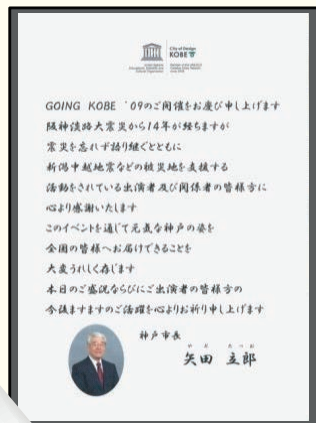 City of Design
KOBE
GOING KOBE '09のご開催をお慶び申し上げます
阪神淡路大震災から14年が経ちますが
震災を忘れず語り継ぐとともに
新潟中越地震などの被災地を支援する
活動をされている出演者及び関係者の皆様方に
心より感謝いたします
このイベントを通じて元気な神戸の姿を
全国の皆様へお届けできることを
大変うれしく存じます
本日のご盛況ならびにご出演者の皆様方の
今後ますますのご活躍を心よりお祈り申し上げます
神戸市長
や だ たつ お
矢田 立郎